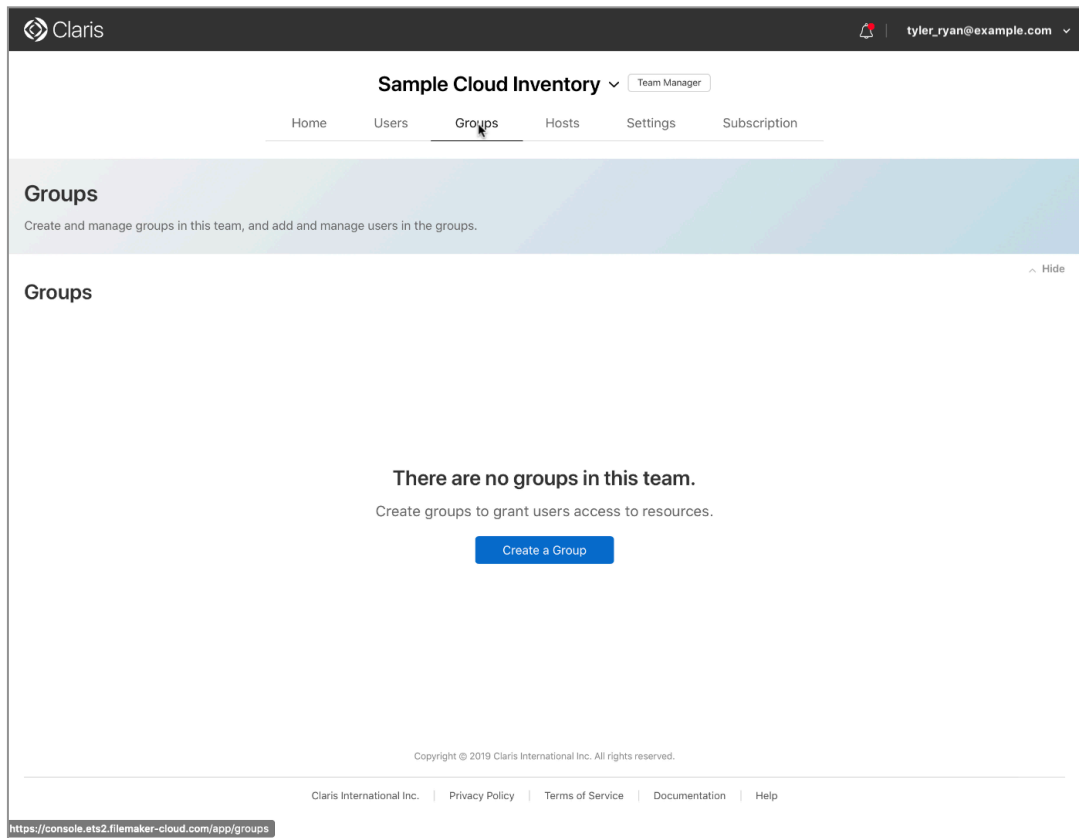 Claris
tyler_ryan@example.com
Sample Cloud Inventory Team Manager
Home Users Groups Hosts Settings Subscription
Groups
Create and manage groups in this team, and add and manage users in the groups.
Hide
Groups
There are no groups in this team.
Create groups to grant users access to resources.
Create a Group
Copyright © 2019 Claris International Inc. All rights reserved.
Claris International Inc. | Privacy Policy | Terms of Service | Documentation | Help
https://console.ets2.filemaker-cloud.com/app/groups